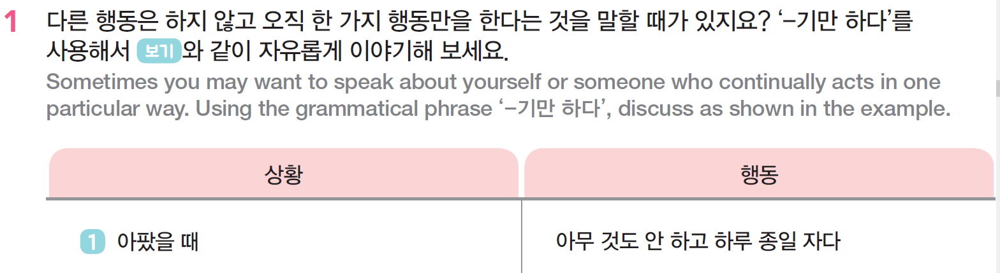 1 다른 행동은 하지 않고 오직 한 가지 행동만을 한다는 것을 말할 때가 있지요? ‘–기만 하다’를
사용해서 보기와 같이 자유롭게 이야기해 보세요.
Sometimes you may want to speak about yourself or someone who continually acts in one
particular way. Using the grammatical phrase ‘–기만 하다’, discuss as shown in the example.
상황 행동
1 아팠을 때 아무 것도 안 하고 하루 종일 자다